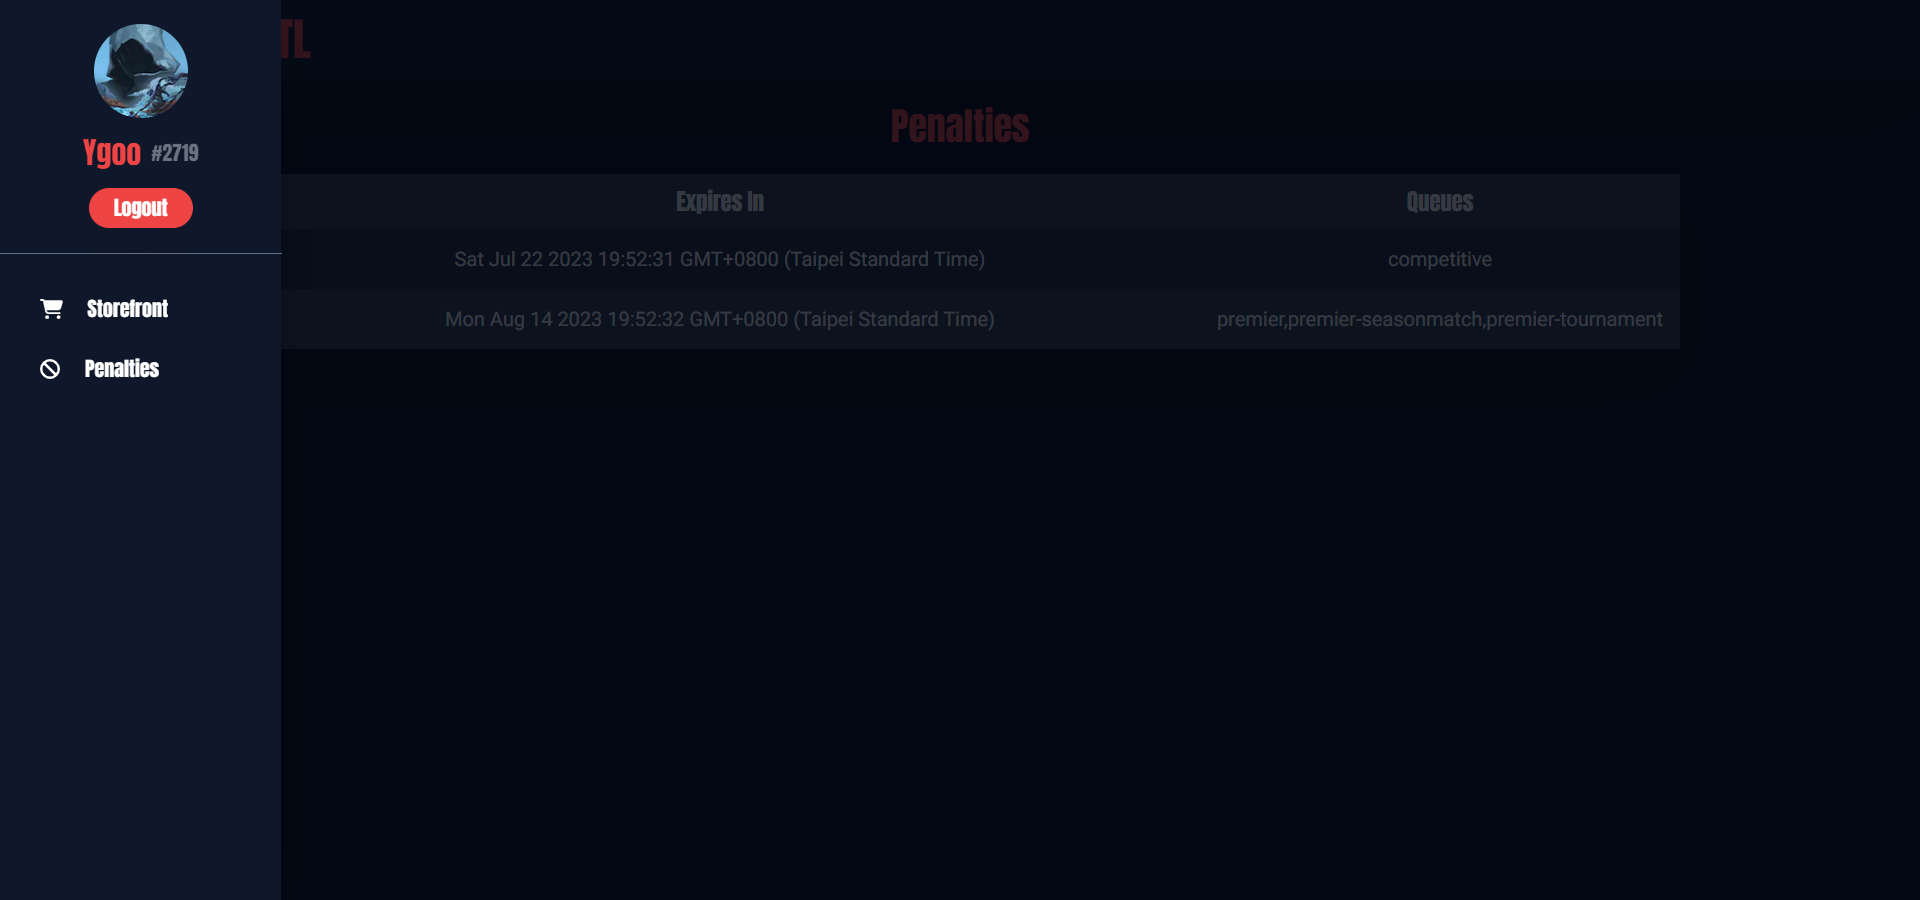 Ygoo #2719
Logout
Storefront
Penalties
TL
Penalties
Expires In Queues
Sat Jul 22 2023 19:52:31 GMT+0800 (Taipei Standard Time) competitive
Mon Aug 14 2023 19:52:32 GMT+0800 (Taipei Standard Time) premier,premier-seasonmatch,premier-tournament